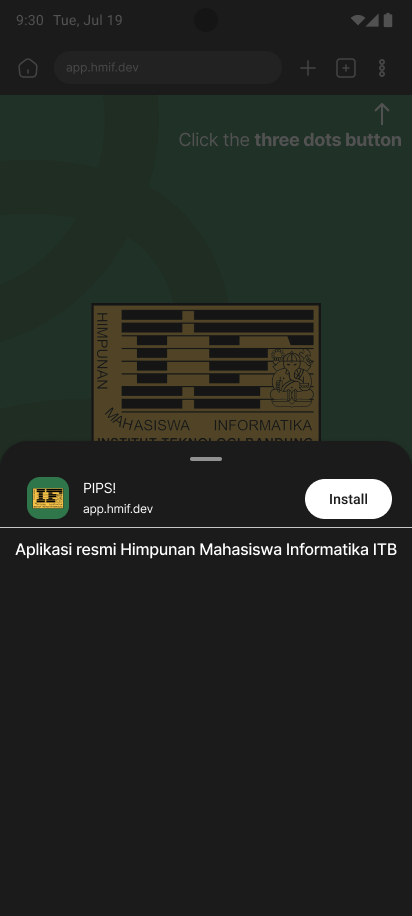 9:30 Tue, Jul 19
app.hmif.dev
Click the three dots button
HIMPUNAN
MAHASISWA INFORMATIKA
INSTITUT TEKNOLOGI BANDUNG
IF
PIPS!
app.hmif.dev
Install
Aplikasi resmi Himpunan Mahasiswa Informatika ITB